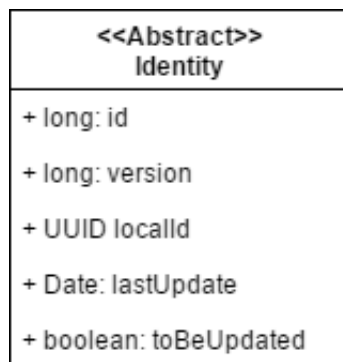 <<Abstract>>
Identity
+ long: id
+ long: version
+ UUID localId
+ Date: lastUpdate
+ boolean: toBeUpdated